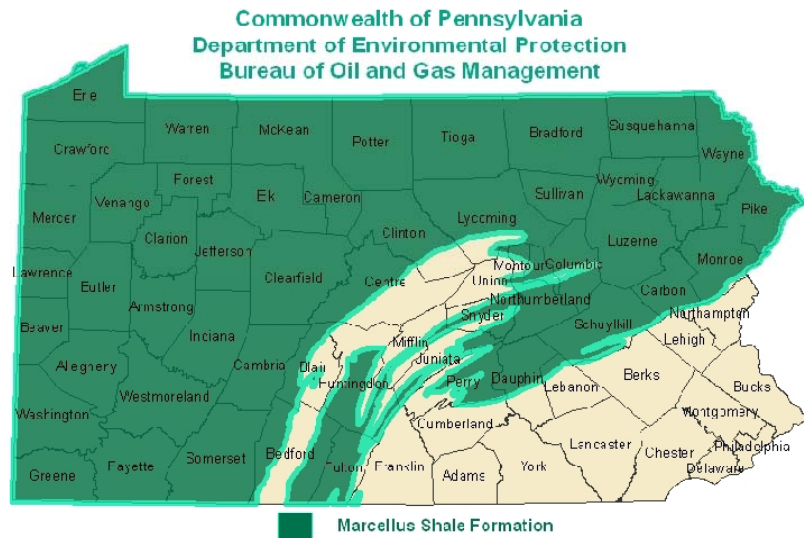 Commonwealth of Pennsylvania
Department of Environmental Protection
Bureau of Oil and Gas Management
Erie
Warren
McKean
Potter
Tioga
Bradford
Susquehanna
Crawford
Wayne
Forest
Wyoming
Venango
Elk
Cameron
Sullivan
Lackawanna
Mercer
Lycoming
Pike
Clarion
Clinton
Luzerne
Jefferson
Monroe
Lawrence
Clearfield
Centre
Montour
Columbia
Butler
Union
Carbon
Armstrong
Northumberland
Northampton
Snyder
Beaver
Indiana
Schuylkill
Mifflin
Lehigh
Allegheny
Cambria
Blair
Juniata
Huntingdon
Perry
Dauphin
Lebanon
Berks
Bucks
Westmoreland
Washington
Cumberland
Montgomery
Lancaster
Chester
Philadelphia
Bedford
Somerset
Fulton
Franklin
Adams
York
Delaware
Greene
Fayette
Marcellus Shale Formation